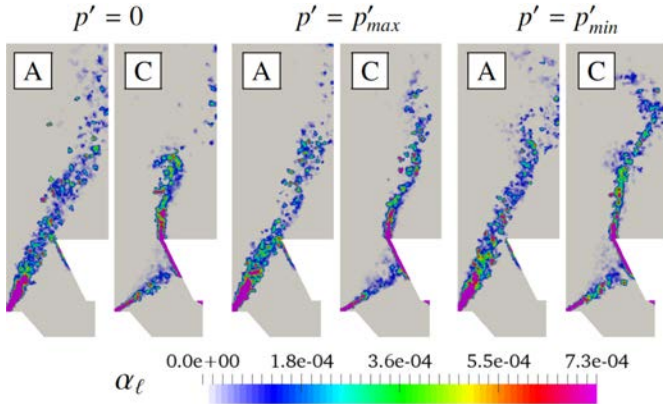 p′ = 0 p′ = p′max p′ = p′min
A C A C A C
0.0e+00 1.8e-04 3.6e-04 5.5e-04 7.3e-04
αℓ